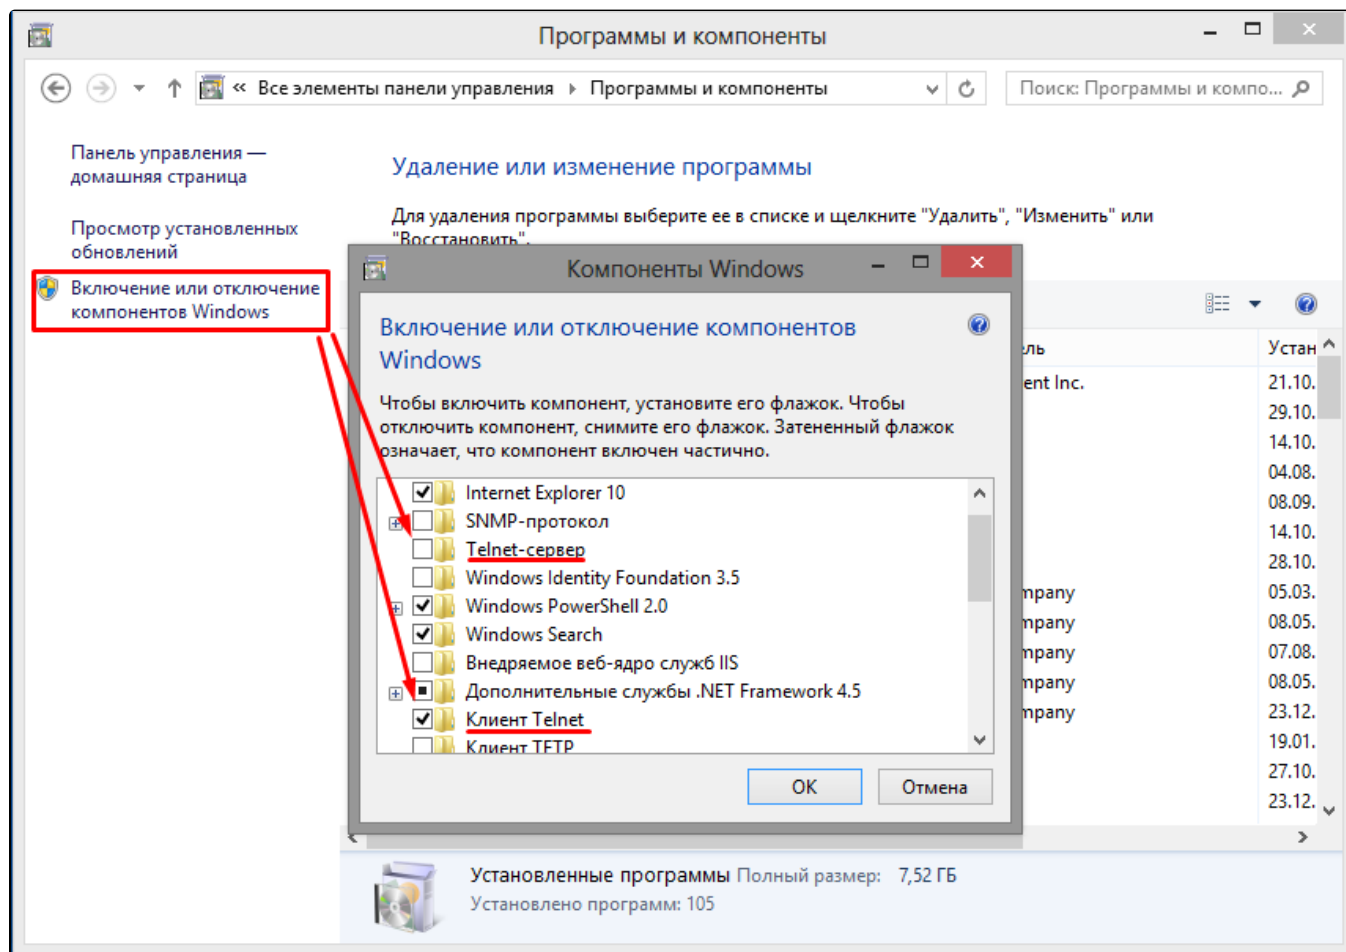 Программы и компоненты
« Все элементы панели управления Программы и компоненты
Поиск: Программы и компо...
Панель управления —
домашняя страница
Просмотр установленных
обновлений
Включение или отключение
компонентов Windows
Удаление или изменение программы
Для удаления программы выберите ее в списке и щелкните "Удалить", "Изменить" или
"Восстановить".
Компоненты Windows
Включение или отключение компонентов
Windows
Чтобы включить компонент, установите его флажок. Чтобы
отключить компонент, снимите его флажок. Затененный флажок
означает, что компонент включен частично.
Internet Explorer 10
SNMP-протокол
Telnet-сервер
Windows Identity Foundation 3.5
Windows PowerShell 2.0
Windows Search
Внедряемое веб-ядро служб IIS
Дополнительные службы .NET Framework 4.5
Клиент Telnet
Клиент TFTP
OK
Отмена
ль Устан
ent Inc. 21.10.
29.10.
14.10.
04.08.
08.09.
14.10.
28.10.
mpany 05.03.
mpany 08.05.
mpany 07.08.
mpany 08.05.
mpany 23.12.
19.01.
27.10.
23.12.
Установленные программы Полный размер: 7,52 ГБ
Установлено программ: 105